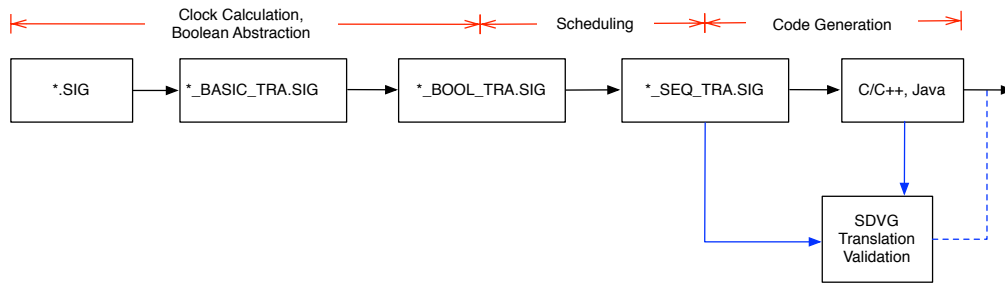 Clock Calculation,
Boolean Abstraction
Scheduling
Code Generation
*.SIG
*_BASIC_TRA.SIG
*_BOOL_TRA.SIG
*_SEQ_TRA.SIG
C/C++, Java
SDVG
Translation
Validation